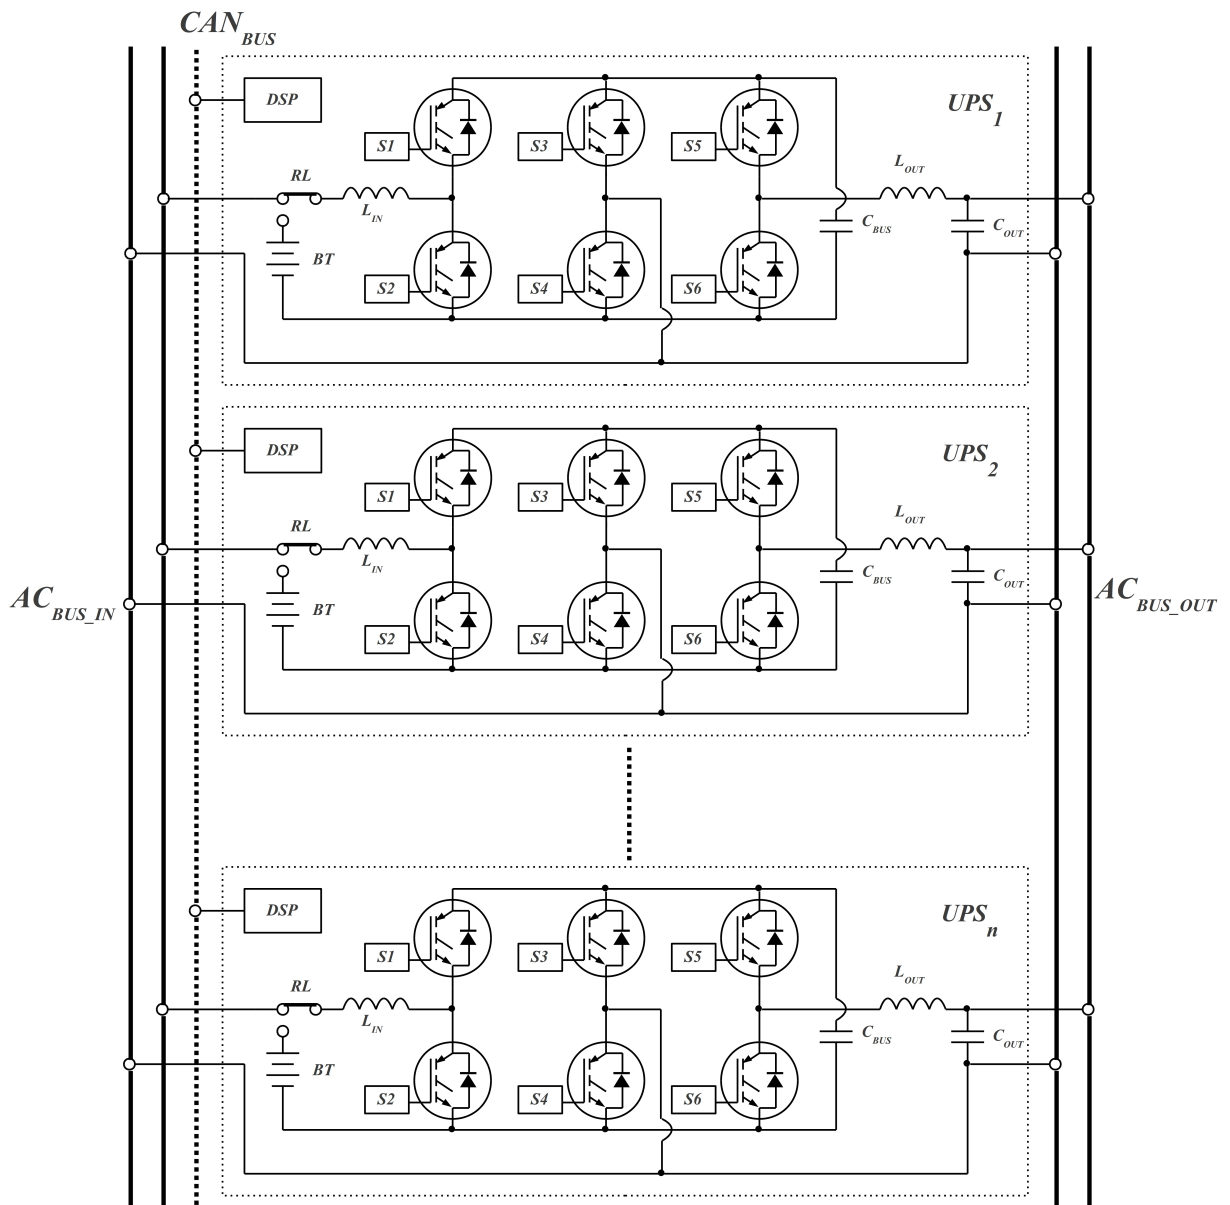 CAN_BUS
DSP
UPS_1
S1
S3
S5
RL
L_IN
L_OUT
C_BUS
C_OUT
BT
S2
S4
S6
DSP
UPS_2
S1
S3
S5
RL
L_IN
L_OUT
C_BUS
C_OUT
AC_BUS_IN
BT
AC_BUS_OUT
S2
S4
S6
DSP
UPS_n
S1
S3
S5
RL
L_IN
L_OUT
C_BUS
C_OUT
BT
S2
S4
S6